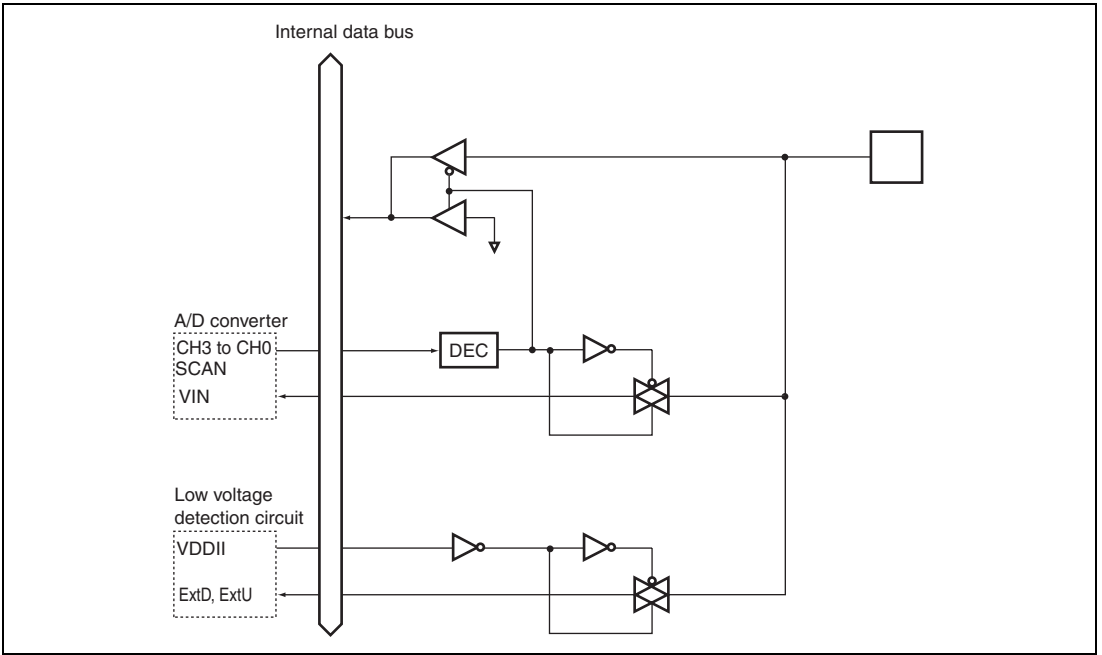 Internal data bus
A/D converter
CH3 to CH0
SCAN
VIN
DEC
Low voltage
detection circuit
VDDII
ExtD, ExtU